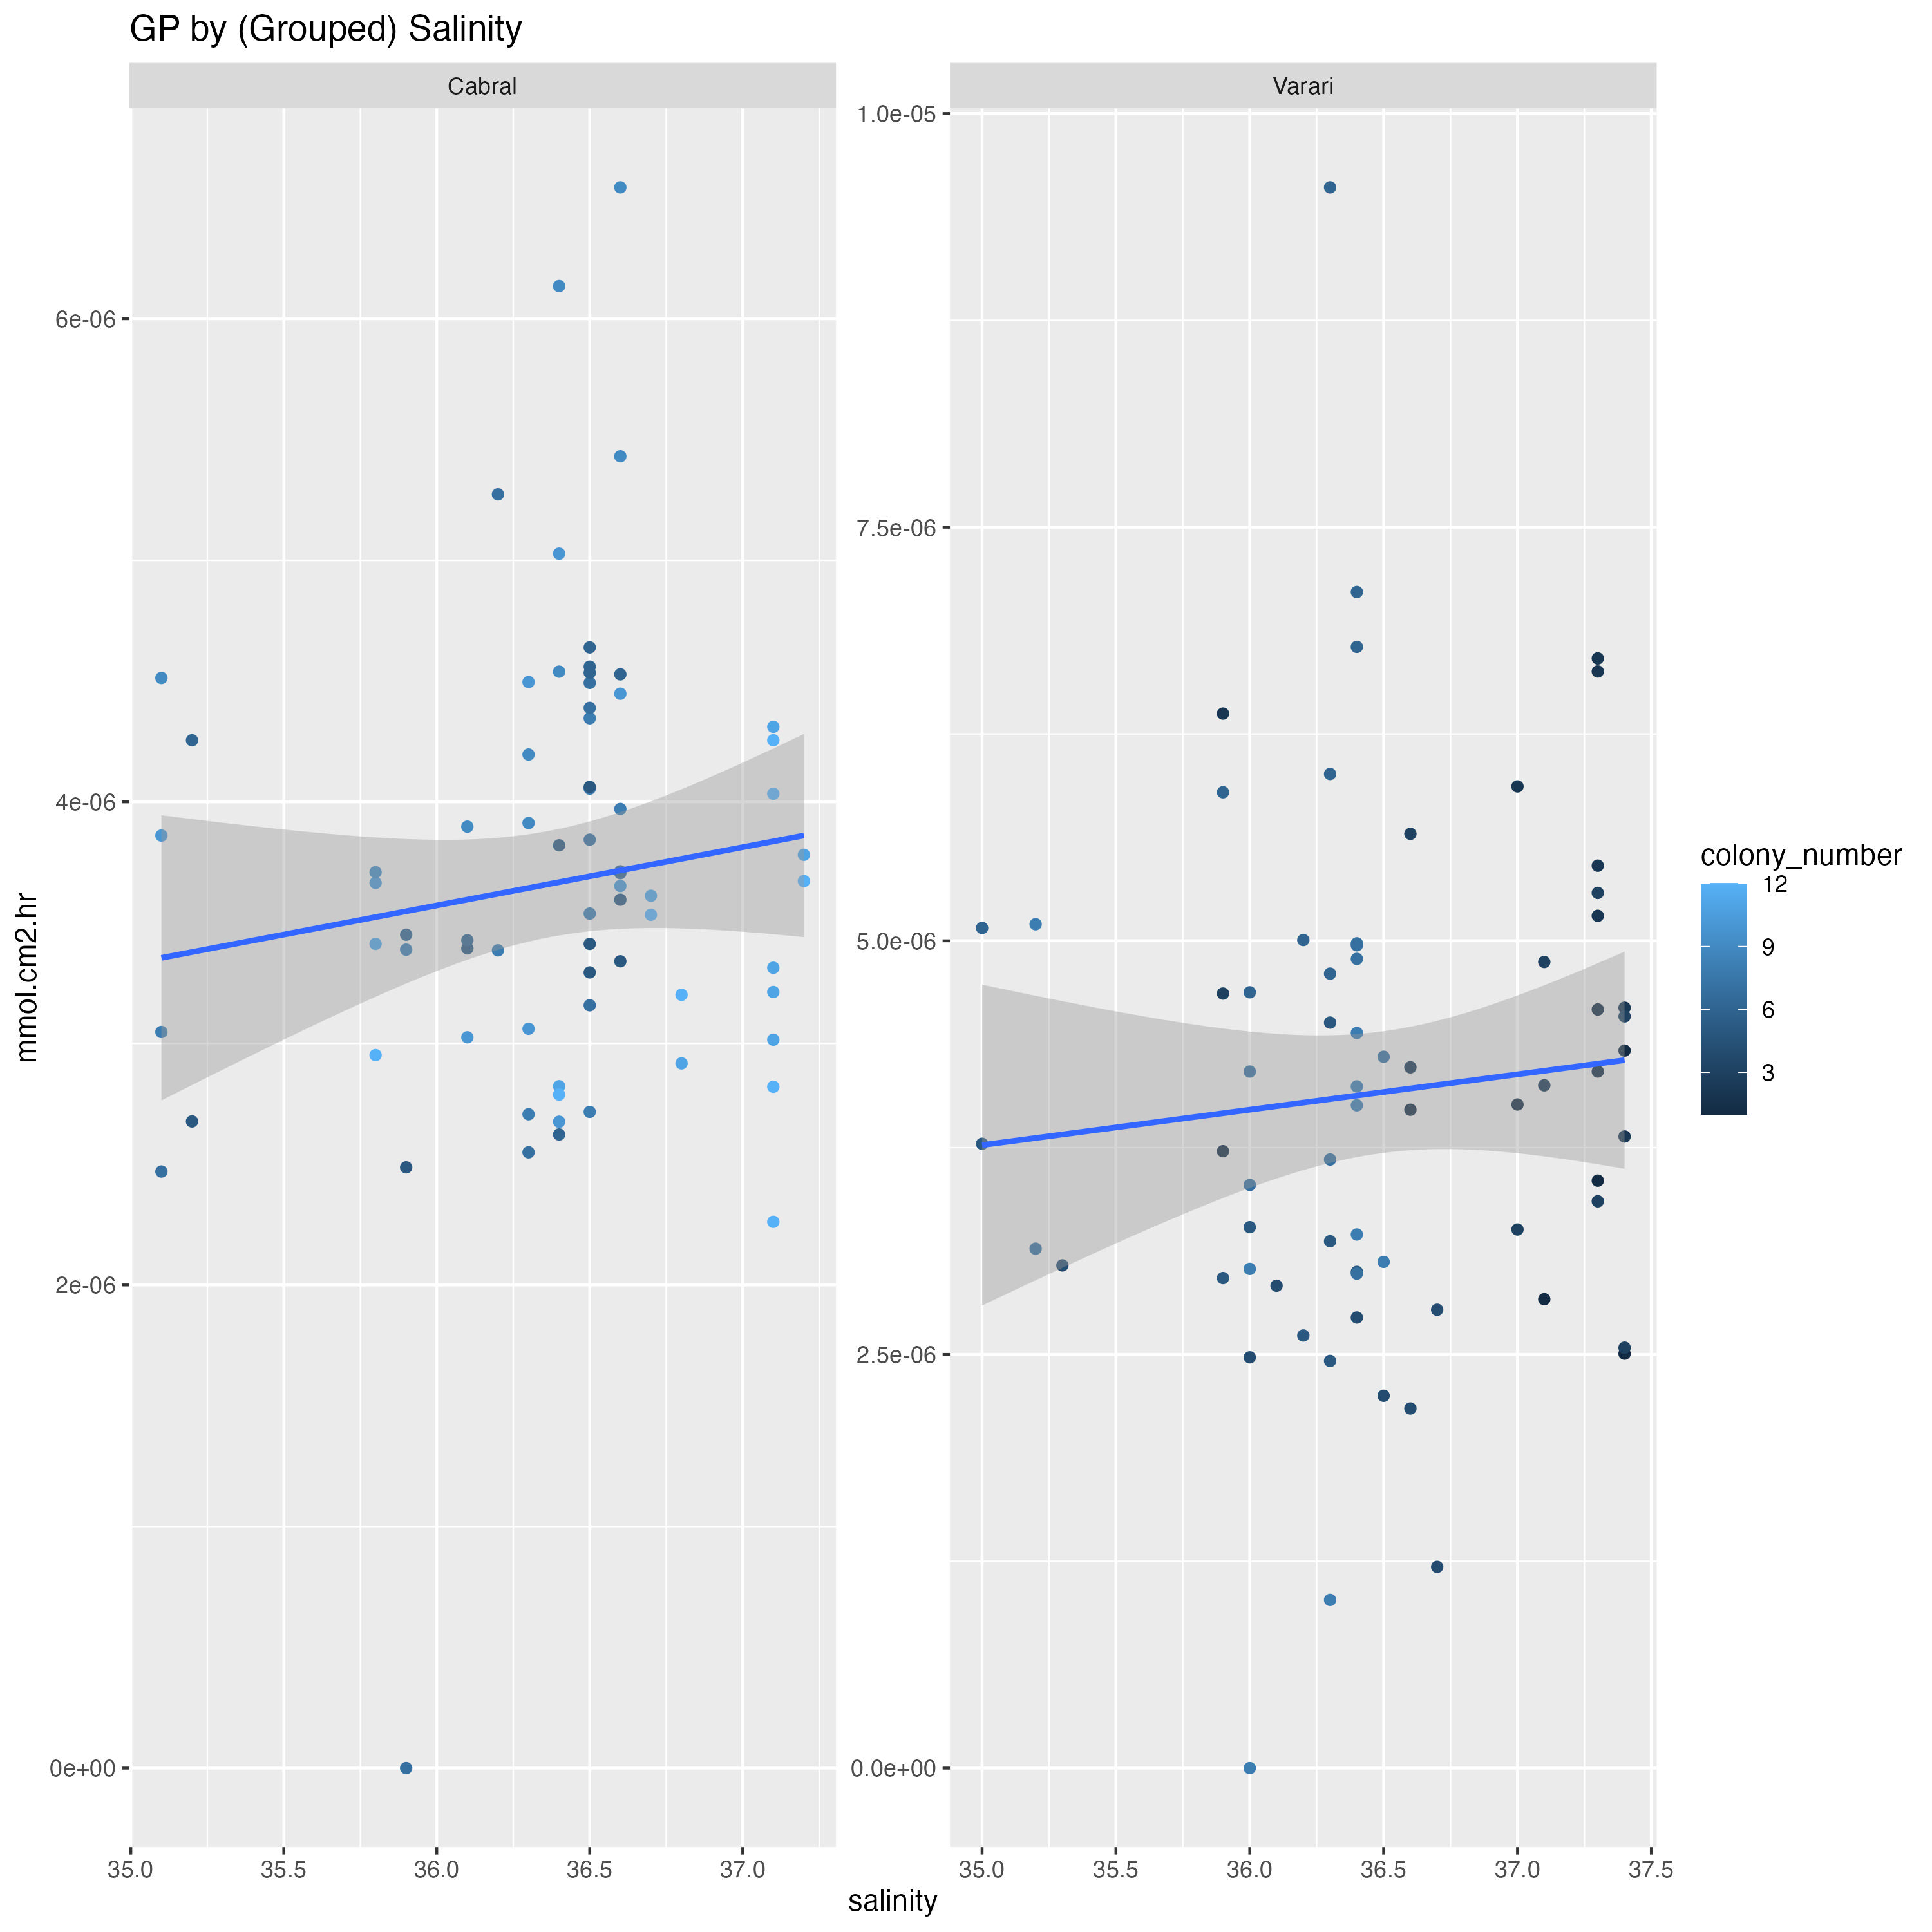 GP by (Grouped) Salinity
Cabral
Varari
mmol.cm2.hr
6e-06
4e-06
2e-06
0e+00
1.0e-05
7.5e-06
5.0e-06
2.5e-06
0.0e+00
35.0 35.5 36.0 36.5 37.0
35.0 35.5 36.0 36.5 37.0 37.5
salinity
colony_number
12
9
6
3